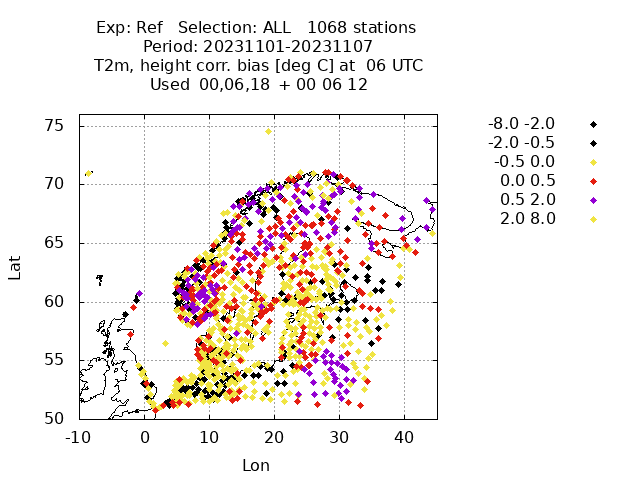 Exp: Ref   Selection: ALL   1068 stations
Period: 20231101-20231107
T2m, height corr. bias [deg C] at  06 UTC
Used  00,06,18  + 00 06 12
-8.0 -2.0
-2.0 -0.5
-0.5 0.0
0.0 0.5
0.5 2.0
2.0 8.0
75
70
65
60
55
50
Lat
-10 0 10 20 30 40
Lon